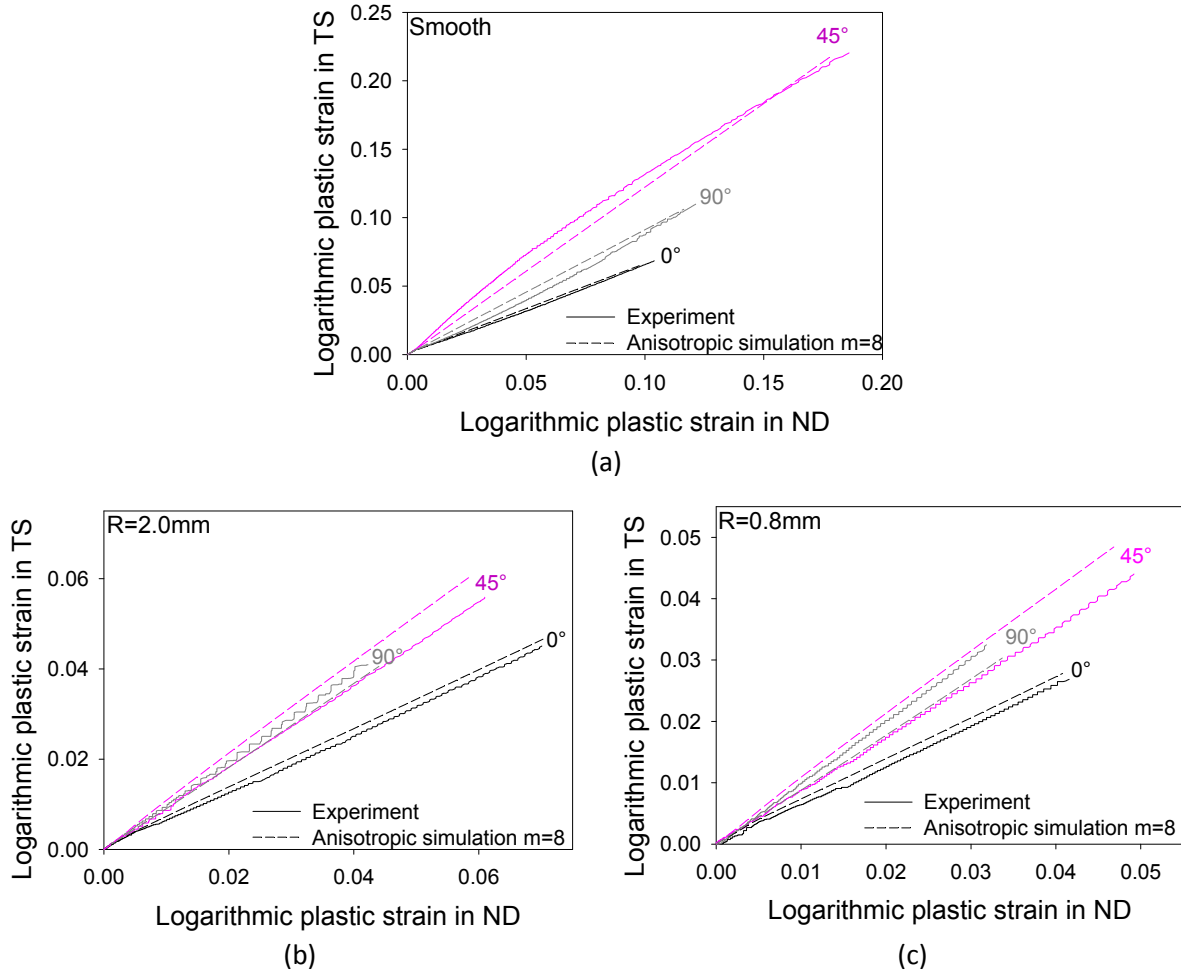 Smooth
Logarithmic plastic strain in TS
0.25
0.20
0.15
0.10
0.05
0.00
45°
90°
0°
Experiment
Anisotropic simulation m=8
0.00 0.05 0.10 0.15 0.20
Logarithmic plastic strain in ND
(a)
R=2.0mm
Logarithmic plastic strain in TS
0.06
0.04
0.02
0.00
45°
90°
0°
Experiment
Anisotropic simulation m=8
0.00 0.02 0.04 0.06
Logarithmic plastic strain in ND
(b)
R=0.8mm
Logarithmic plastic strain in TS
0.05
0.04
0.03
0.02
0.01
0.00
45°
90°
0°
Experiment
Anisotropic simulation m=8
0.00 0.01 0.02 0.03 0.04 0.05
Logarithmic plastic strain in ND
(c)